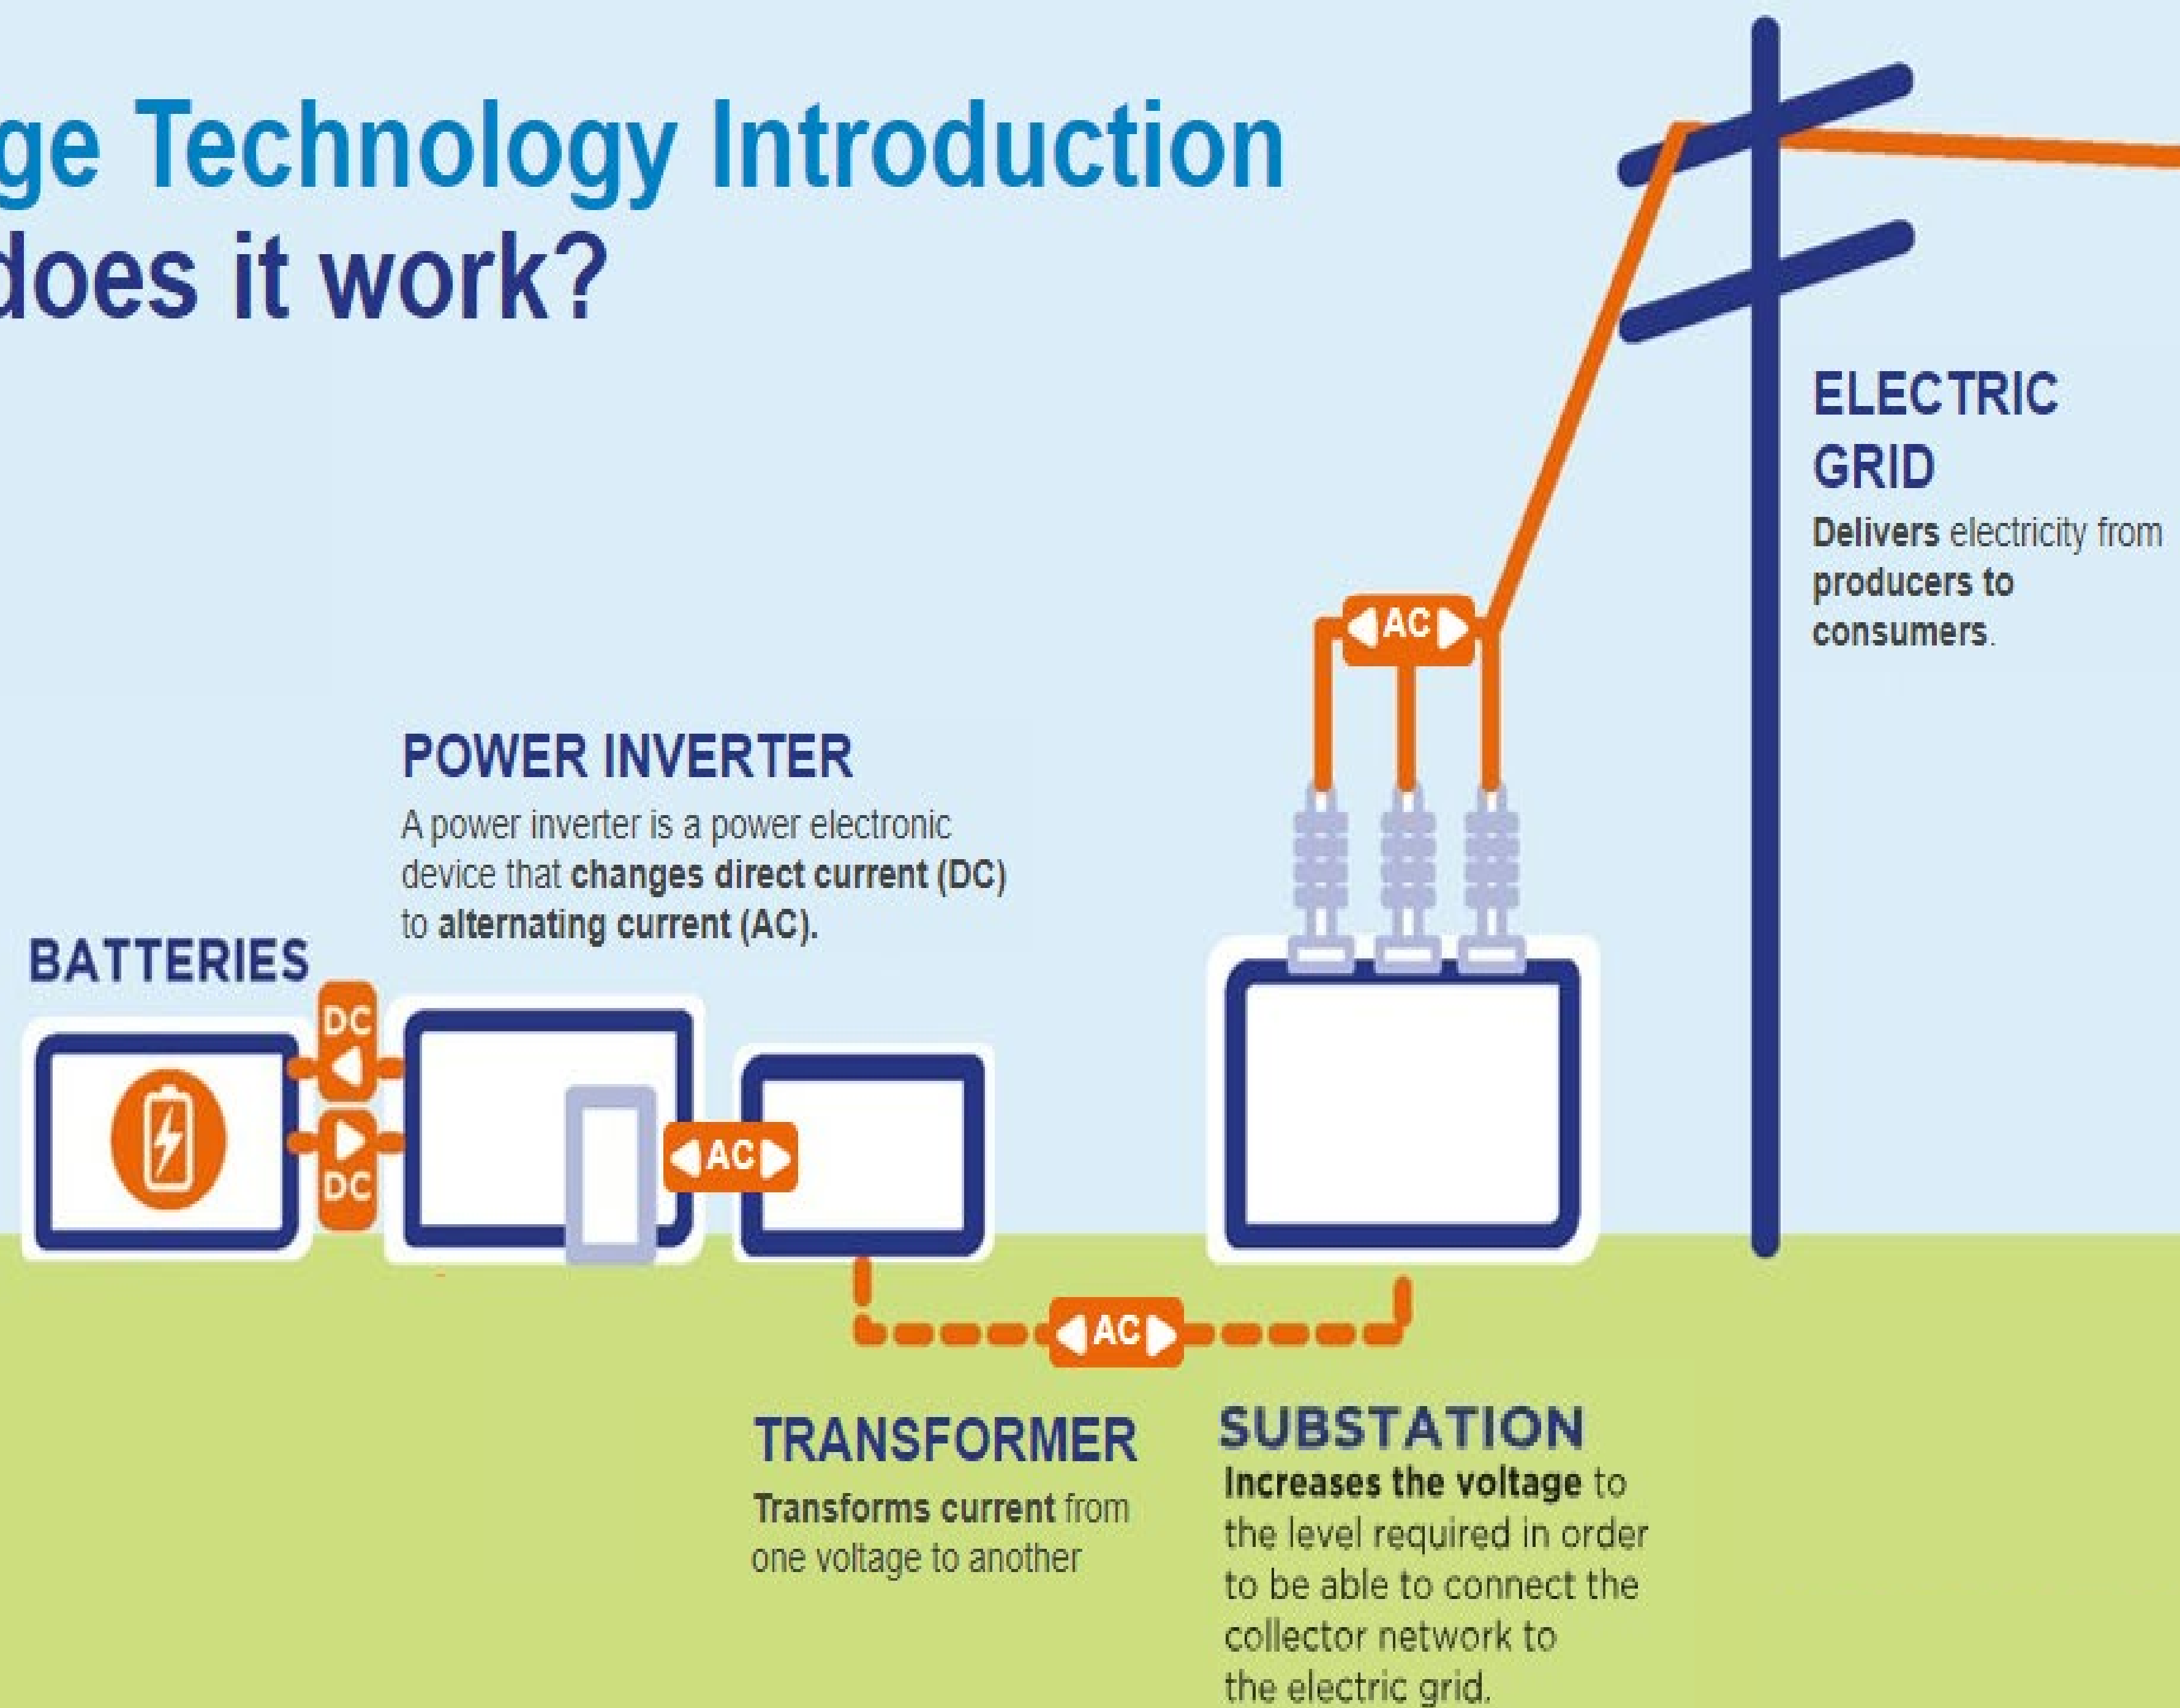 ge Technology Introduction
does it work?
ELECTRIC
GRID
Delivers electricity from
producers to
consumers.
AC
POWER INVERTER
A power inverter is a power electronic
device that changes direct current (DC)
to alternating current (AC).
BATTERIES
DC
DC
AC
AC
TRANSFORMER
Transforms current from
one voltage to another
SUBSTATION
Increases the voltage to
the level required in order
to be able to connect the
collector network to
the electric grid.